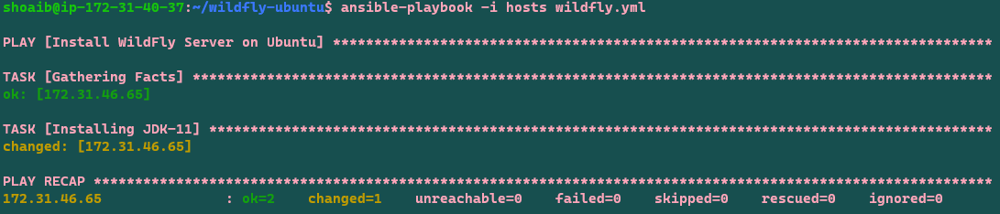 shoaib@ip-172-31-40-37:~/wildfly-ubuntu$ ansible-playbook -i hosts wildfly.yml
PLAY [Install WildFly Server on Ubuntu] ********************************************************************************
TASK [Gathering Facts] *************************************************************************************************
ok: [172.31.46.65]
TASK [Installing JDK-11] ***********************************************************************************************
changed: [172.31.46.65]
PLAY RECAP *************************************************************************************************************
172.31.46.65               : ok=2    changed=1    unreachable=0    failed=0    skipped=0    rescued=0    ignored=0